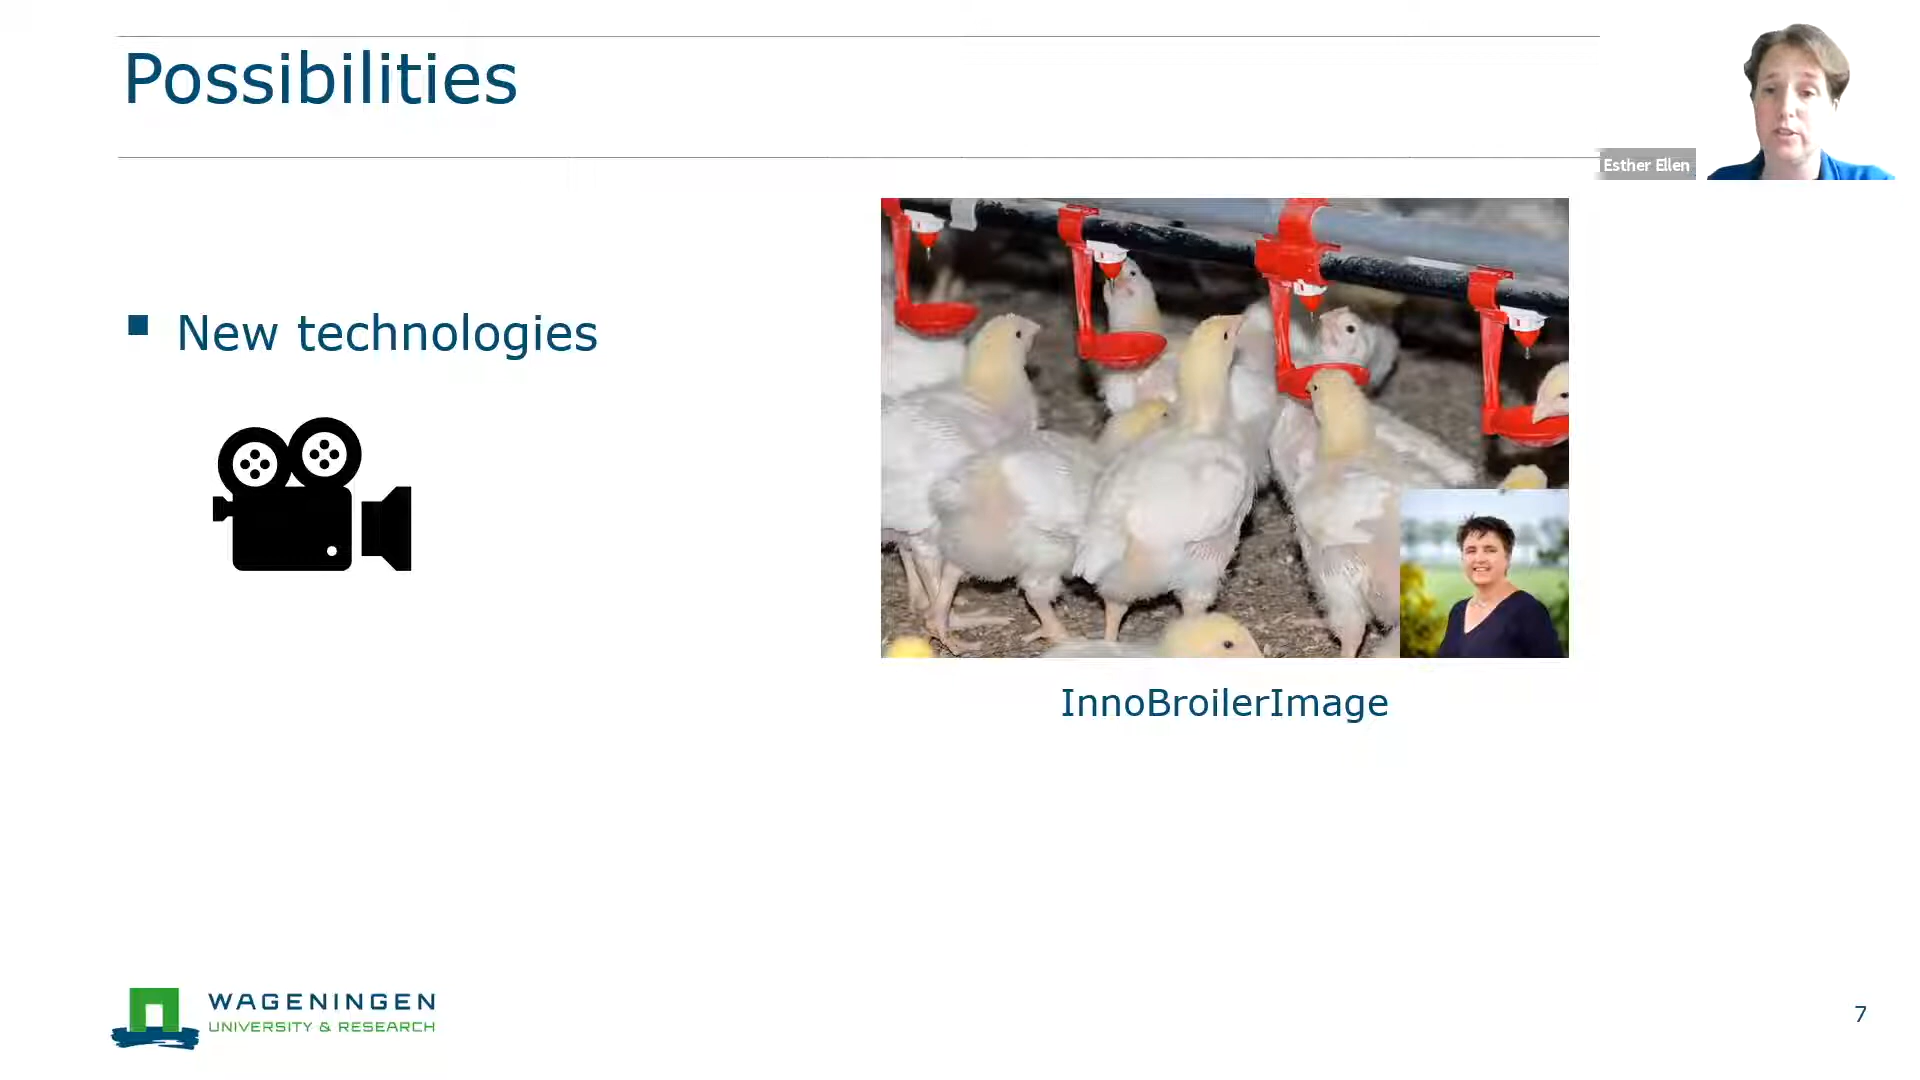 Possibilities
Esther Ellen
New technologies
InnoBroilerImage
WAGENINGEN
UNIVERSITY & RESEARCH
7